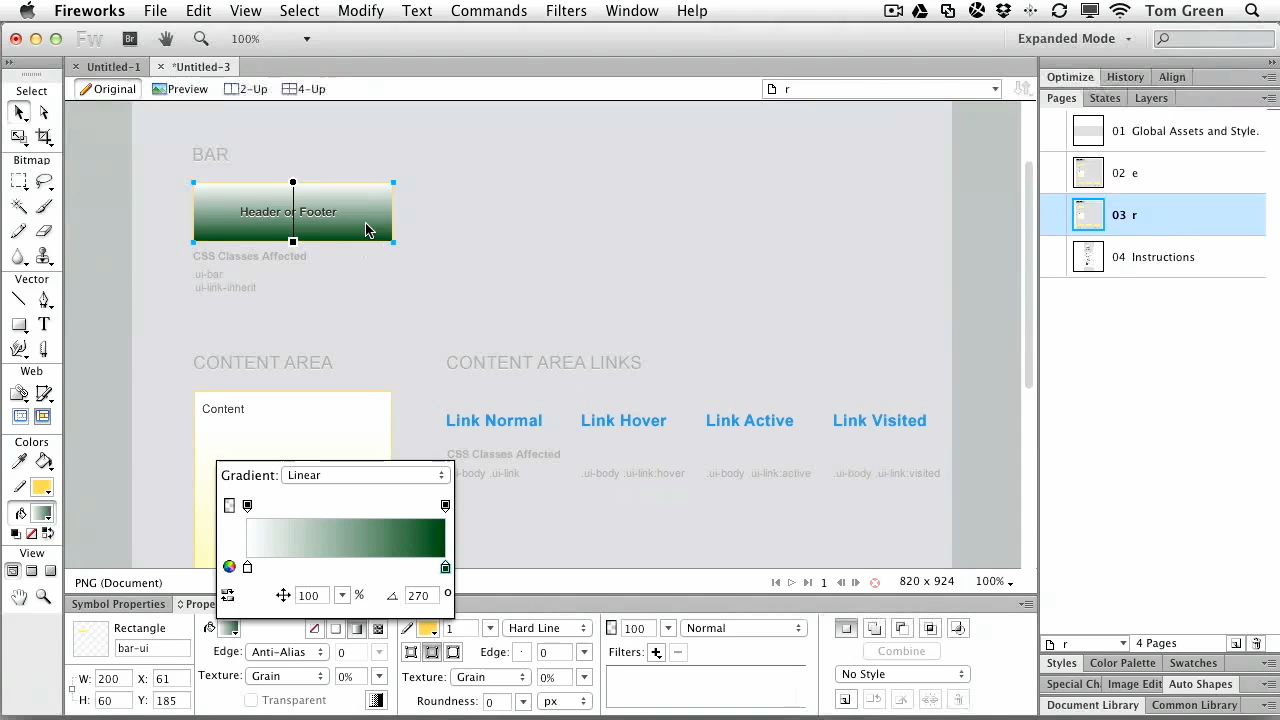 Fireworks File Edit View Select Modify Text Commands Filters Window Help Tom Green
Fw Br 100% Expanded Mode
Untitled-1 *Untitled-3
Original Preview 2-Up 4-Up r
Select
Bitmap
Vector
T
Web
Colors
View
BAR
Header or Footer
CSS Classes Affected
.ui-bar
.ui-link-inherit
CONTENT AREA CONTENT AREA LINKS
Content
Link Normal Link Hover Link Active Link Visited
CSS Classes Affected
-body .ui-link .ui-body .ui-link:hover .ui-body .ui-link:active .ui-body .ui-link:visited
Gradient: Linear
100 % 270 °
PNG (Document) 1 820 x 924 100%
Symbol Properties Prope
Rectangle
bar-ui
W: 200 X: 61
H: 60 Y: 185
Edge: Anti-Alias 0
Texture: Grain 0%
Transparent
1 Hard Line
Edge: 0
Texture: Grain 0%
Roundness: 0 px
100 Normal
Filters:
Combine
No Style
Optimize History Align
Pages States Layers
01 Global Assets and Style.
02 e
03 r
04 Instructions
r 4 Pages
Styles Color Palette Swatches
Special Ch Image Edit Auto Shapes
Document Library Common Library